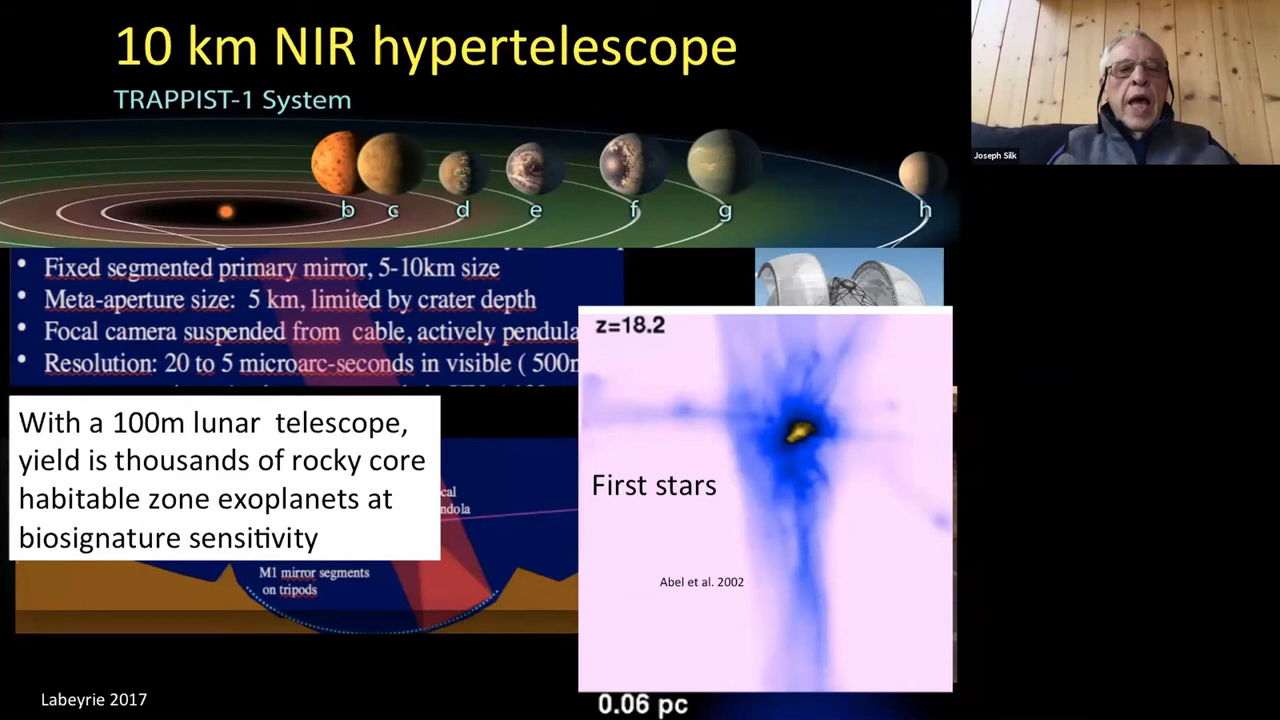 10 km NIR hypertelescope
TRAPPIST-1 System
b c d e f g h
Joseph Silk
• Fixed segmented primary mirror, 5-10km size
• Meta-aperture size: 5 km, limited by crater depth
• Focal camera suspended from cable, actively pendula
• Resolution: 20 to 5 microarc-seconds in visible ( 500n
z=18.2
With a 100m lunar telescope,
yield is thousands of rocky core
habitable zone exoplanets at
biosignature sensitivity
First stars
cal
ndola
M1 mirror segments
on tripods
Abel et al. 2002
Labeyrie 2017
0.06 pc